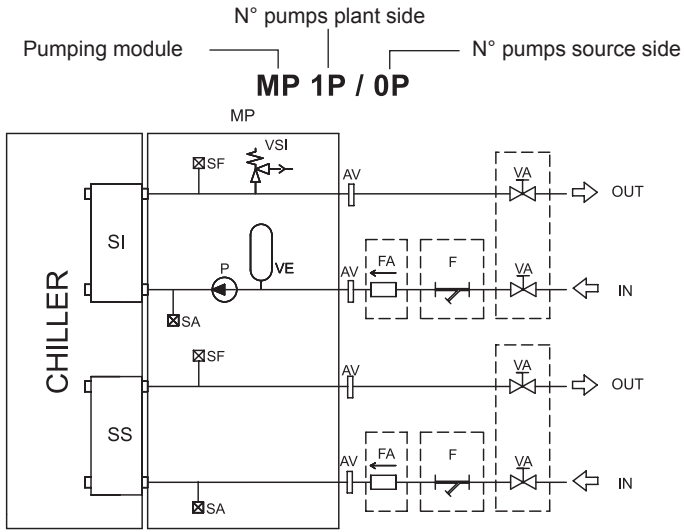 N° pumps plant side
Pumping module
N° pumps source side
MP 1P / 0P
MP
SF
VSI
AV
VA
OUT
SI
P
VE
AV
FA
F
VA
IN
SA
CHILLER
SF
AV
VA
OUT
SS
AV
FA
F
VA
IN
SA